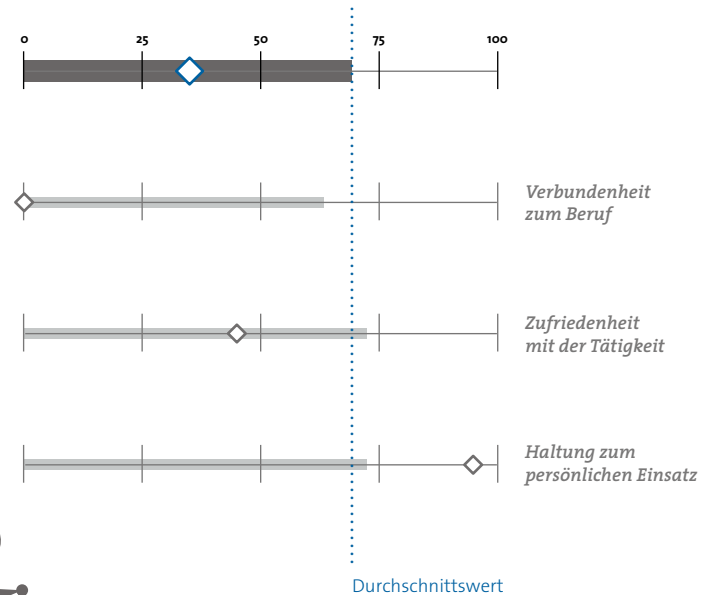 0 25 50 75 100
Verbundenheit
zum Beruf
Zufriedenheit
mit der Tätigkeit
Haltung zum
persönlichen Einsatz
Durchschnittswert